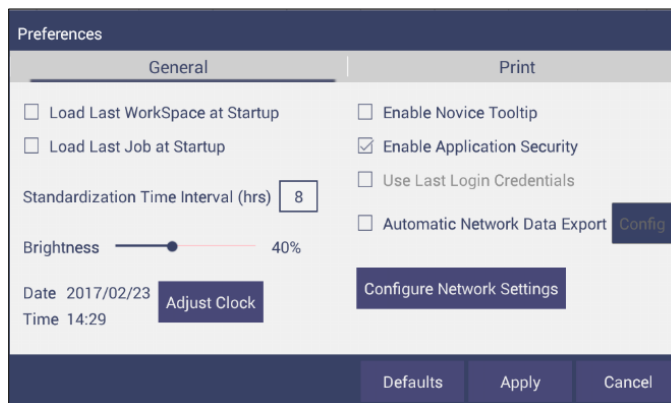 Preferences
General
Print
Load Last WorkSpace at Startup
Load Last Job at Startup
Standardization Time Interval (hrs) 8
Brightness 40%
Date 2017/02/23
Time 14:29
Adjust Clock
Enable Novice Tooltip
Enable Application Security
Use Last Login Credentials
Automatic Network Data Export Config
Configure Network Settings
Defaults Apply Cancel